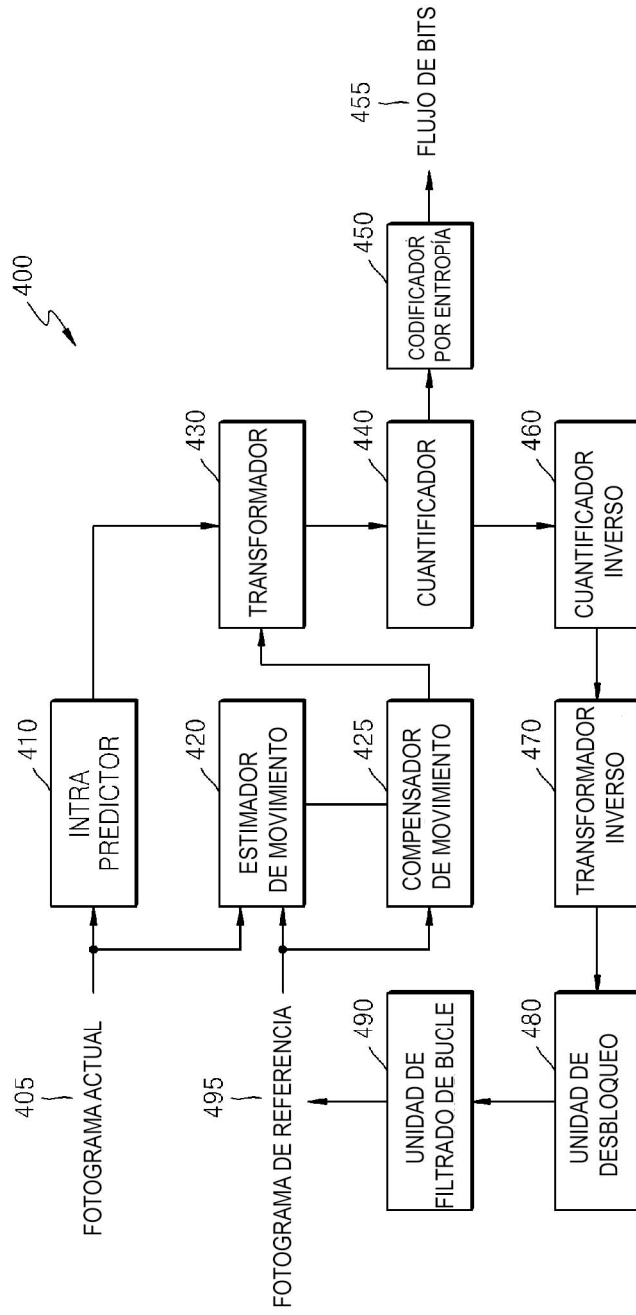 400
405
FOTOGRAMA ACTUAL
410
INTRA
PREDICTOR
430
TRANSFORMADOR
495
FOTOGRAMA DE REFERENCIA
420
ESTIMADOR
DE MOVIMIENTO
425
COMPENSADOR
DE MOVIMIENTO
440
CUANTIFICADOR
450
CODIFICADOR
POR ENTROPÍA
455
FLUJO DE BITS
490
UNIDAD DE
FILTRADO DE BUCLE
480
UNIDAD DE
DESBLOQUEO
470
TRANSFORMADOR
INVERSO
460
CUANTIFICADOR
INVERSO